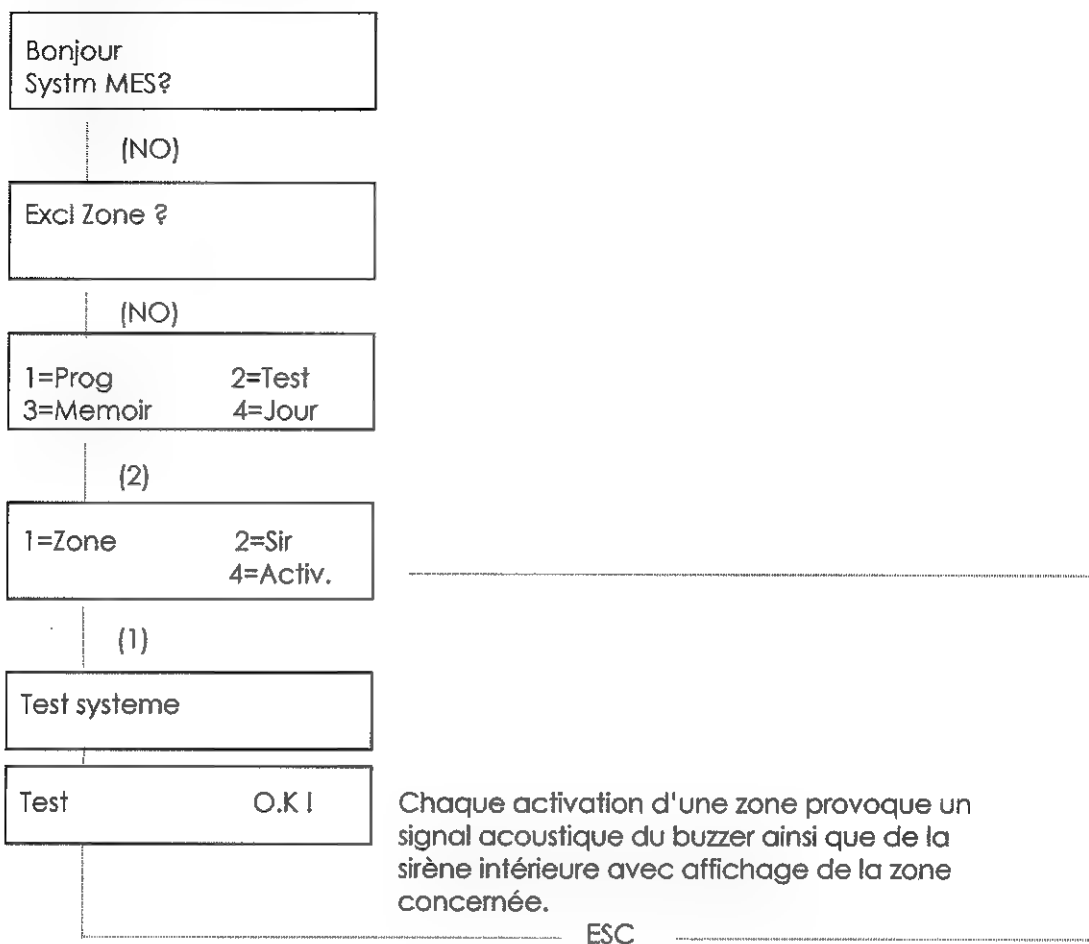 Bonjour
Systm MES?
(NO)
Excl Zone ?
(NO)
1=Prog 2=Test
3=Memoir 4=Jour
(2)
1=Zone 2=Sir
4=Activ.
(1)
Test systeme
Test O.K !
Chaque activation d'une zone provoque un
signal acoustique du buzzer ainsi que de la
sirène intérieure avec affichage de la zone
concernée.
ESC